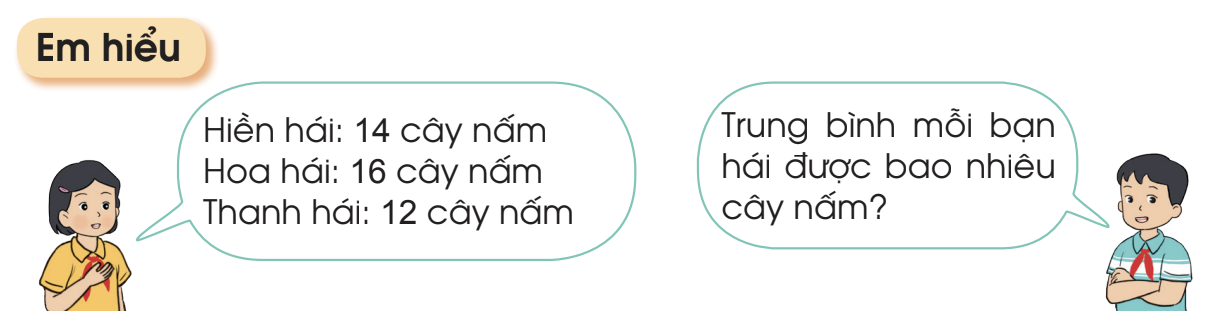 Em hiểu
Hiền hái: 14 cây nấm
Hoa hái: 16 cây nấm
Thanh hái: 12 cây nấm
Trung bình mỗi bạn
hái được bao nhiêu
cây nấm?